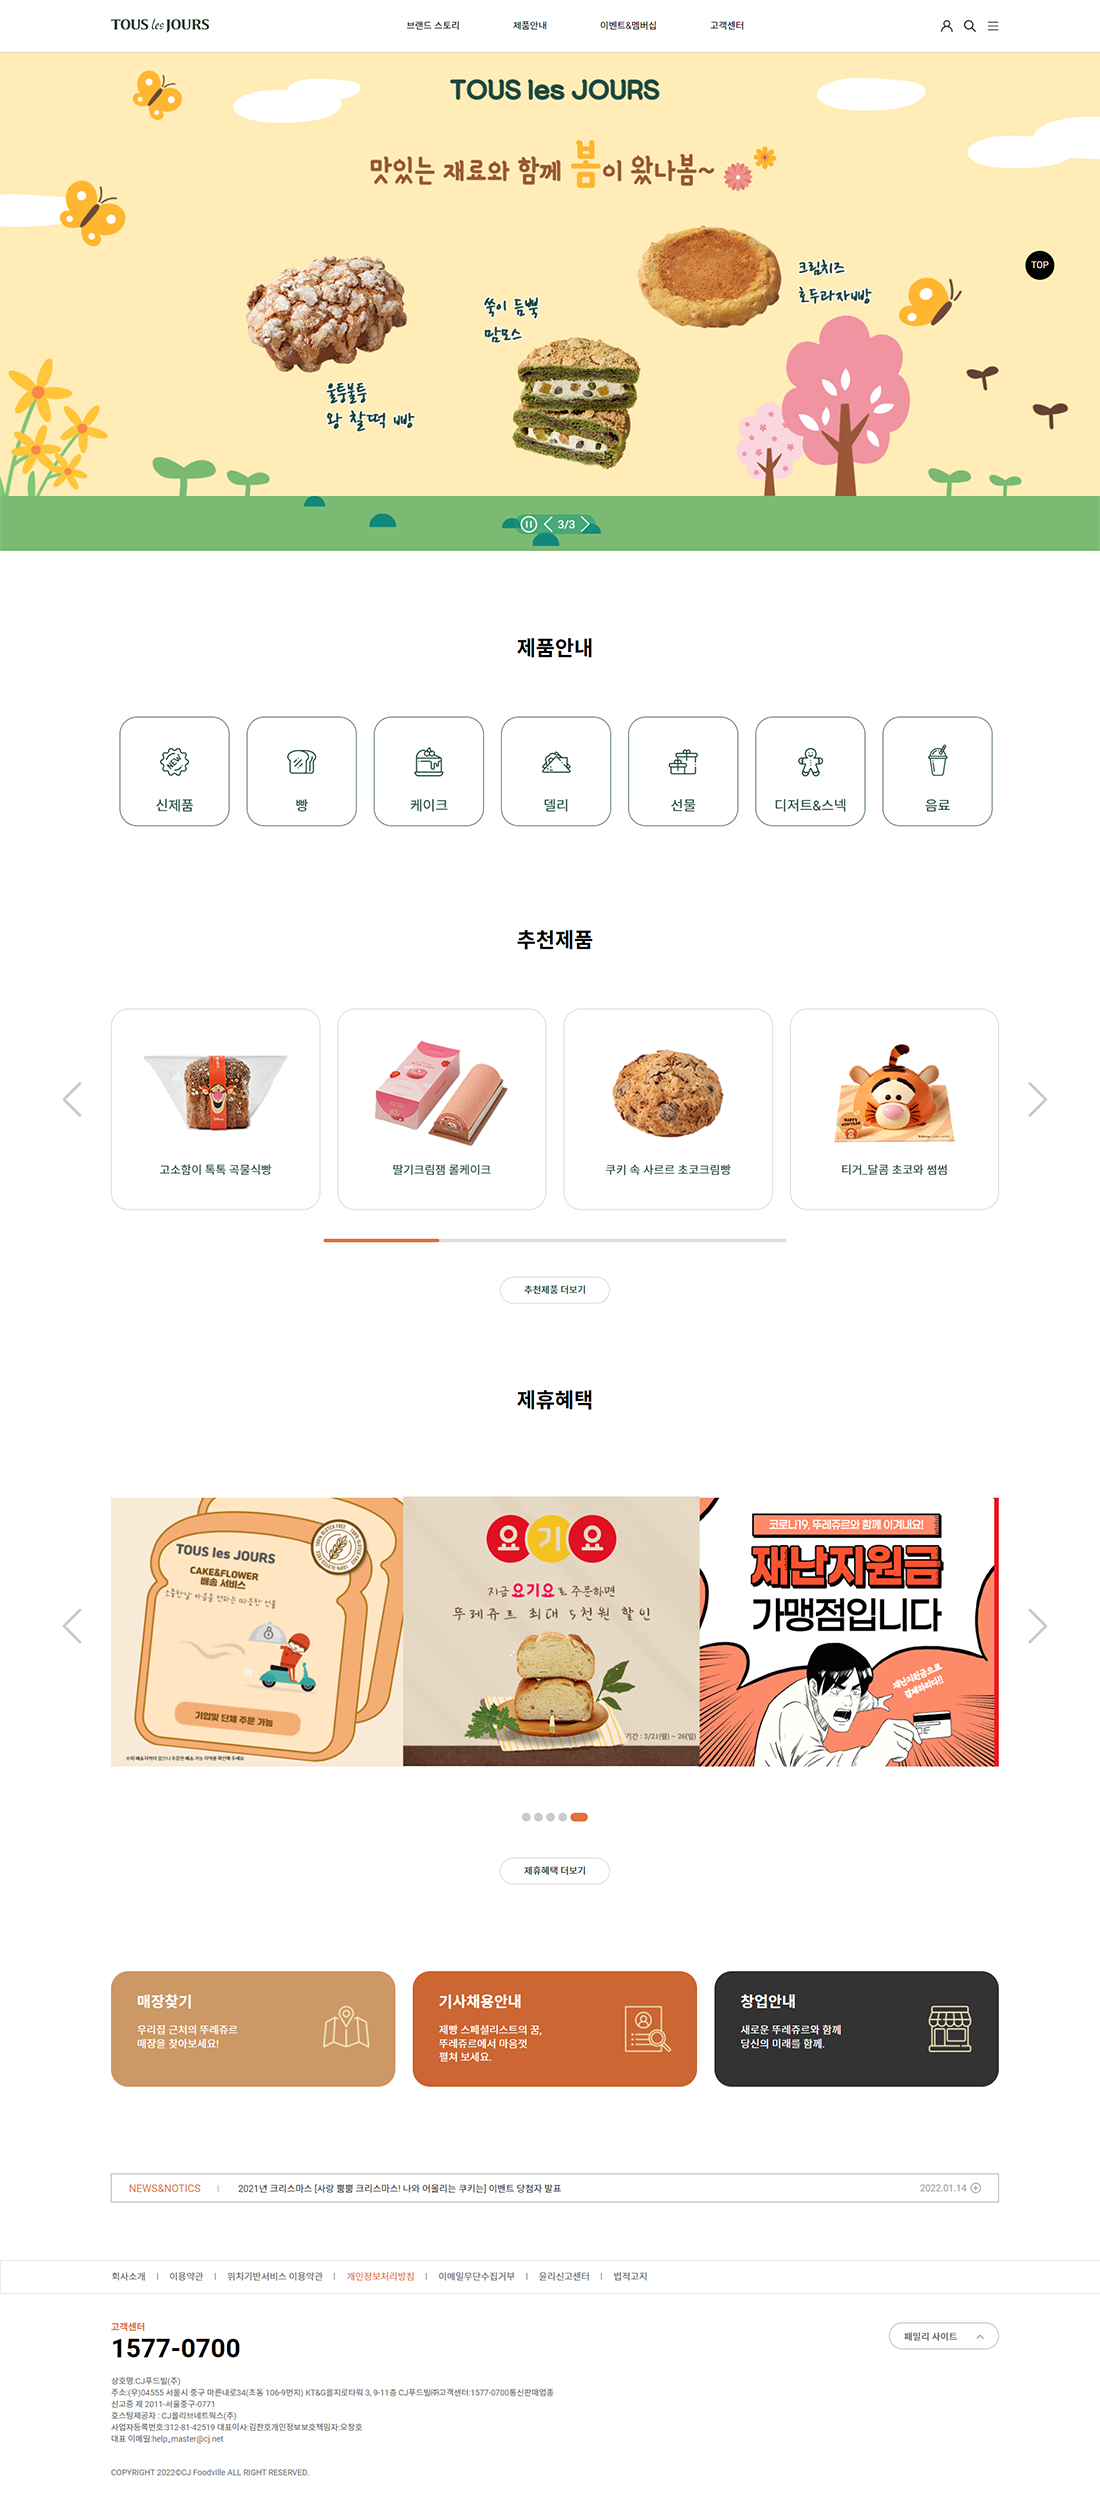 TOUS les JOURS
브랜드 스토리
제품안내
이벤트&멤버십
고객센터
TOUS les JOURS
맛있는 재료와 함께 봄이 왔나봄~
TOP
크림치즈
호두과자빵
쑥이 듬뿍
맘모스
울퉁불퉁
왕 찰떡 빵
3/3
제품안내
NEW
신제품
빵
케이크
델리
선물
디저트&스넥
음료
추천제품
고소함이 톡톡 곡물식빵
딸기크림잼 롤케이크
쿠키 속 사르르 초코크림빵
티거_달콤 초코와 썸썸
추천제품 더보기
제휴혜택
TOUS les JOURS
CAKE&FLOWER
배송 서비스
소중한날 마음을 전하는 따뜻한 선물
100% GLUTEN FREE
기업및 단체 주문 가능
요기요
지금 요기요로 주문하면
뚜레쥬르 최대 5천원 할인
기간 : 3/21(월) ~ 26(일)
코로나19, 뚜레쥬르와 함께 이겨내요!
재난지원금
가맹점입니다
재난지원금으로
결제하리다!!
제휴혜택 더보기
매장찾기
우리집 근처의 뚜레쥬르
매장을 찾아보세요!
기사채용안내
제빵 스페셜리스트의 꿈,
뚜레쥬르에서 마음껏
펼쳐 보세요.
창업안내
새로운 뚜레쥬르와 함께
당신의 미래를 함께.
NEWS&NOTICS
2021년 크리스마스 [사랑 뿜뿜 크리스마스! 나와 어울리는 쿠키는] 이벤트 당첨자 발표
2022.01.14
회사소개 | 이용약관 | 위치기반서비스 이용약관 | 개인정보처리방침 | 이메일무단수집거부 | 윤리신고센터 | 법적고지
고객센터
1577-0700
패밀리 사이트
상호명:CJ푸드빌(주)
주소:(우)04555 서울시 중구 마른내로34(초동 106-9번지) KT&G을지로타워 3, 9-11층 CJ푸드빌㈜고객센터:1577-0700통신판매업종
신고증 제 2011-서울중구-0771
호스팅제공자 : CJ올리브네트웍스(주)
사업자등록번호:312-81-42519 대표이사:김찬호개인정보보호책임자:오창호
대표 이메일:help_master@cj.net
COPYRIGHT 2022©CJ Foodville ALL RIGHT RESERVED.